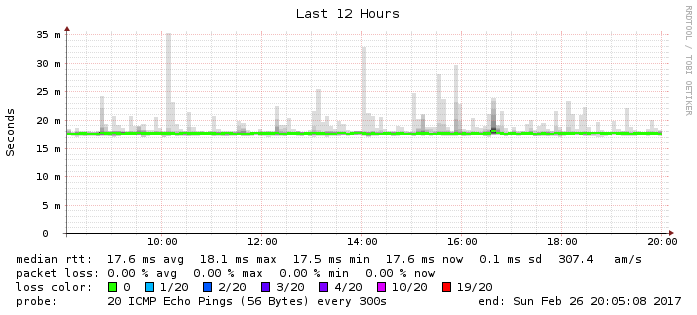 Last 12 Hours
RRDTOOL / TOBI OETIKER
Seconds
35 m
30 m
25 m
20 m
15 m
10 m
5 m
0
10:00 12:00 14:00 16:00 18:00 20:00
median rtt: 17.6 ms avg 18.1 ms max 17.5 ms min 17.6 ms now 0.1 ms sd 307.4 am/s
packet loss: 0.00 % avg 0.00 % max 0.00 % min 0.00 % now
loss color: 0 1/20 2/20 3/20 4/20 10/20 19/20
probe: 20 ICMP Echo Pings (56 Bytes) every 300s end: Sun Feb 26 20:05:08 2017